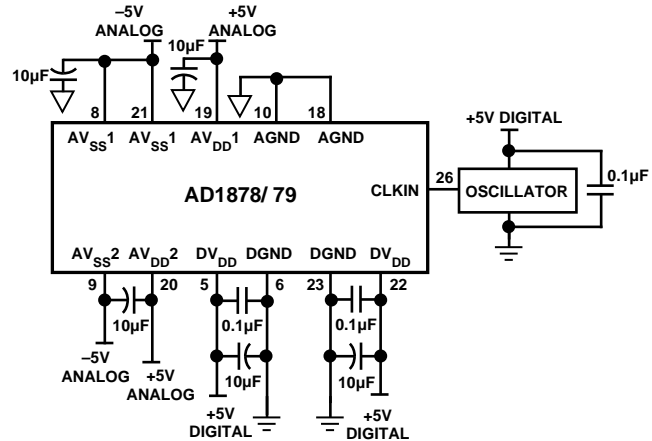 –5V
ANALOG
+5V
ANALOG
10µF
10µF
8
21
19
10
18
AVSS1
AVSS1
AVDD1
AGND
AGND
+5V DIGITAL
AD1878/ 79
CLKIN
26
OSCILLATOR
0.1µF
AVSS2
AVDD2
DVDD
DGND
DGND
DVDD
9
20
5
6
23
22
10µF
0.1µF
0.1µF
10µF
10µF
–5V
ANALOG
+5V
ANALOG
+5V
DIGITAL
+5V
DIGITAL